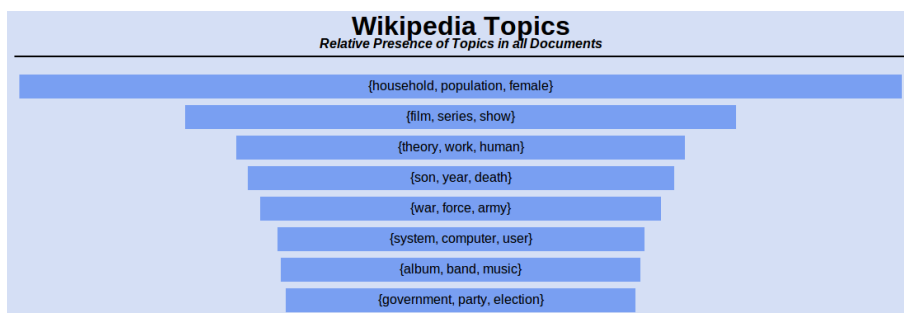 Wikipedia Topics
Relative Presence of Topics in all Documents
{household, population, female}
{film, series, show}
{theory, work, human}
{son, year, death}
{war, force, army}
{system, computer, user}
{album, band, music}
{government, party, election}